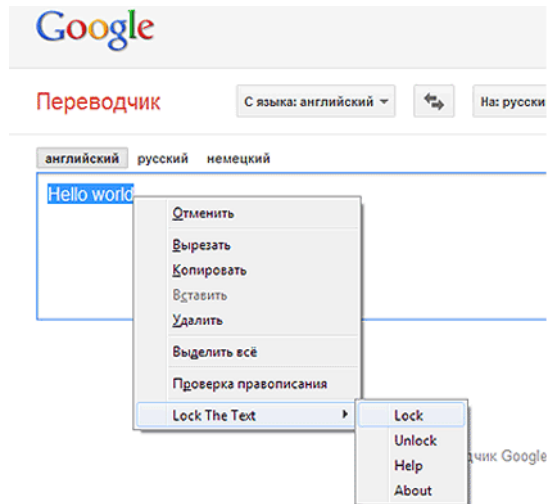 Google
Переводчик
С языка: английский
На: русски
английский русский немецкий
Hello world
Отменить
Вырезать
Копировать
Вставить
Удалить
Выделить всё
Проверка правописания
Lock The Text
Lock
Unlock
Help
About
дчик Google